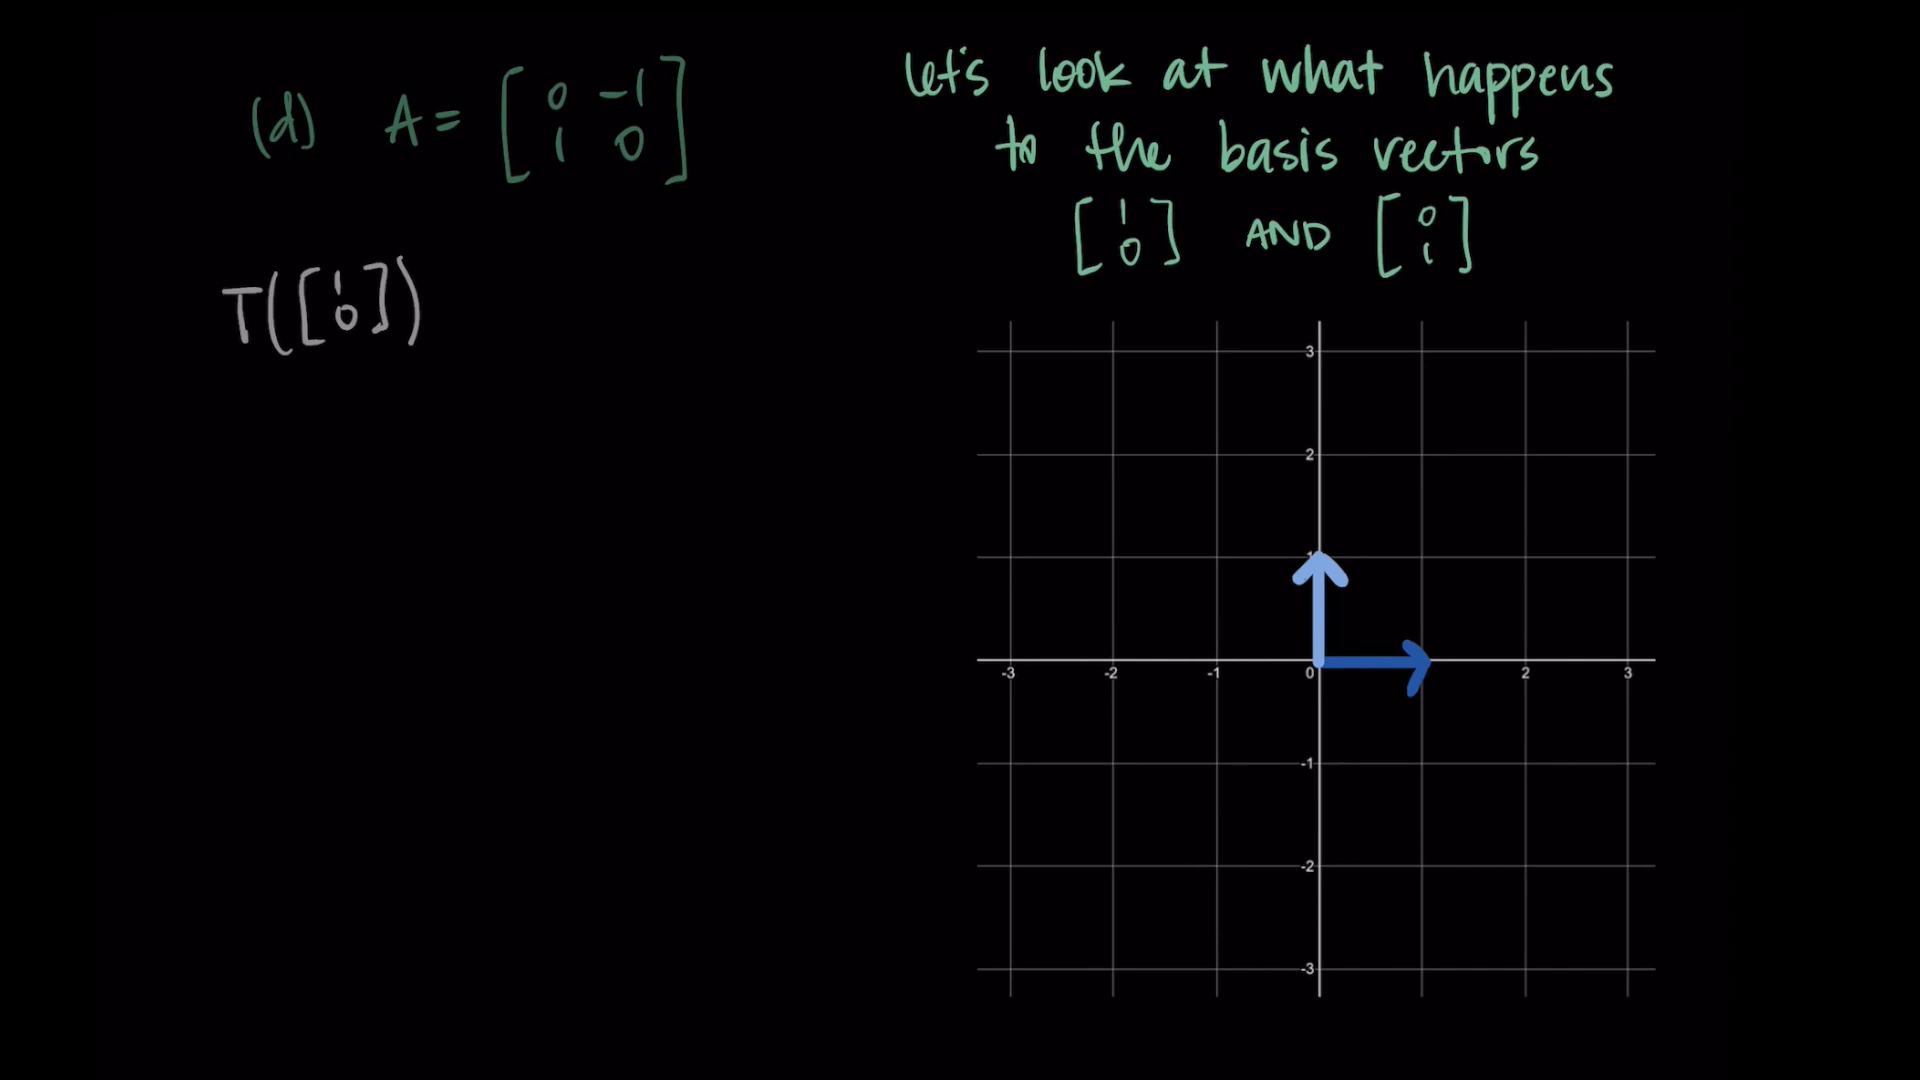 (d) A = [0 -1
1 0]
let's look at what happens
to the basis vectors
[1
0] AND [0
1]
T([1
0])
3
2
1
-3 -2 -1 0 2 3
-1
-2
-3